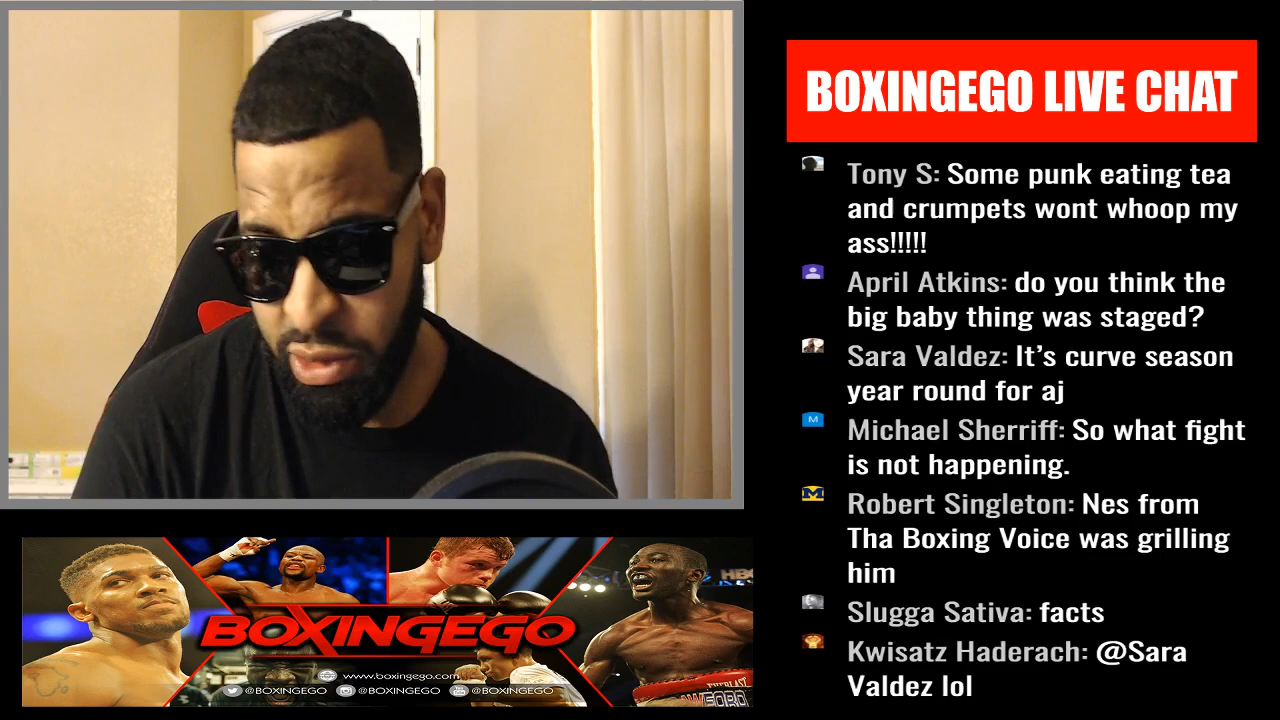 BOXINGEGO LIVE CHAT
Tony S: Some punk eating tea
and crumpets wont whoop my
ass!!!!!
April Atkins: do you think the
big baby thing was staged?
Sara Valdez: It’s curve season
year round for aj
M
Michael Sherriff: So what fight
is not happening.
M
Robert Singleton: Nes from
Tha Boxing Voice was grilling
him
Slugga Sativa: facts
Kwisatz Haderach: @Sara
Valdez lol
HBO
BOXINGEGO
www.boxingego.com
@BOXINGEGO @BOXINGEGO @BOXINGEGO
EVERLAST